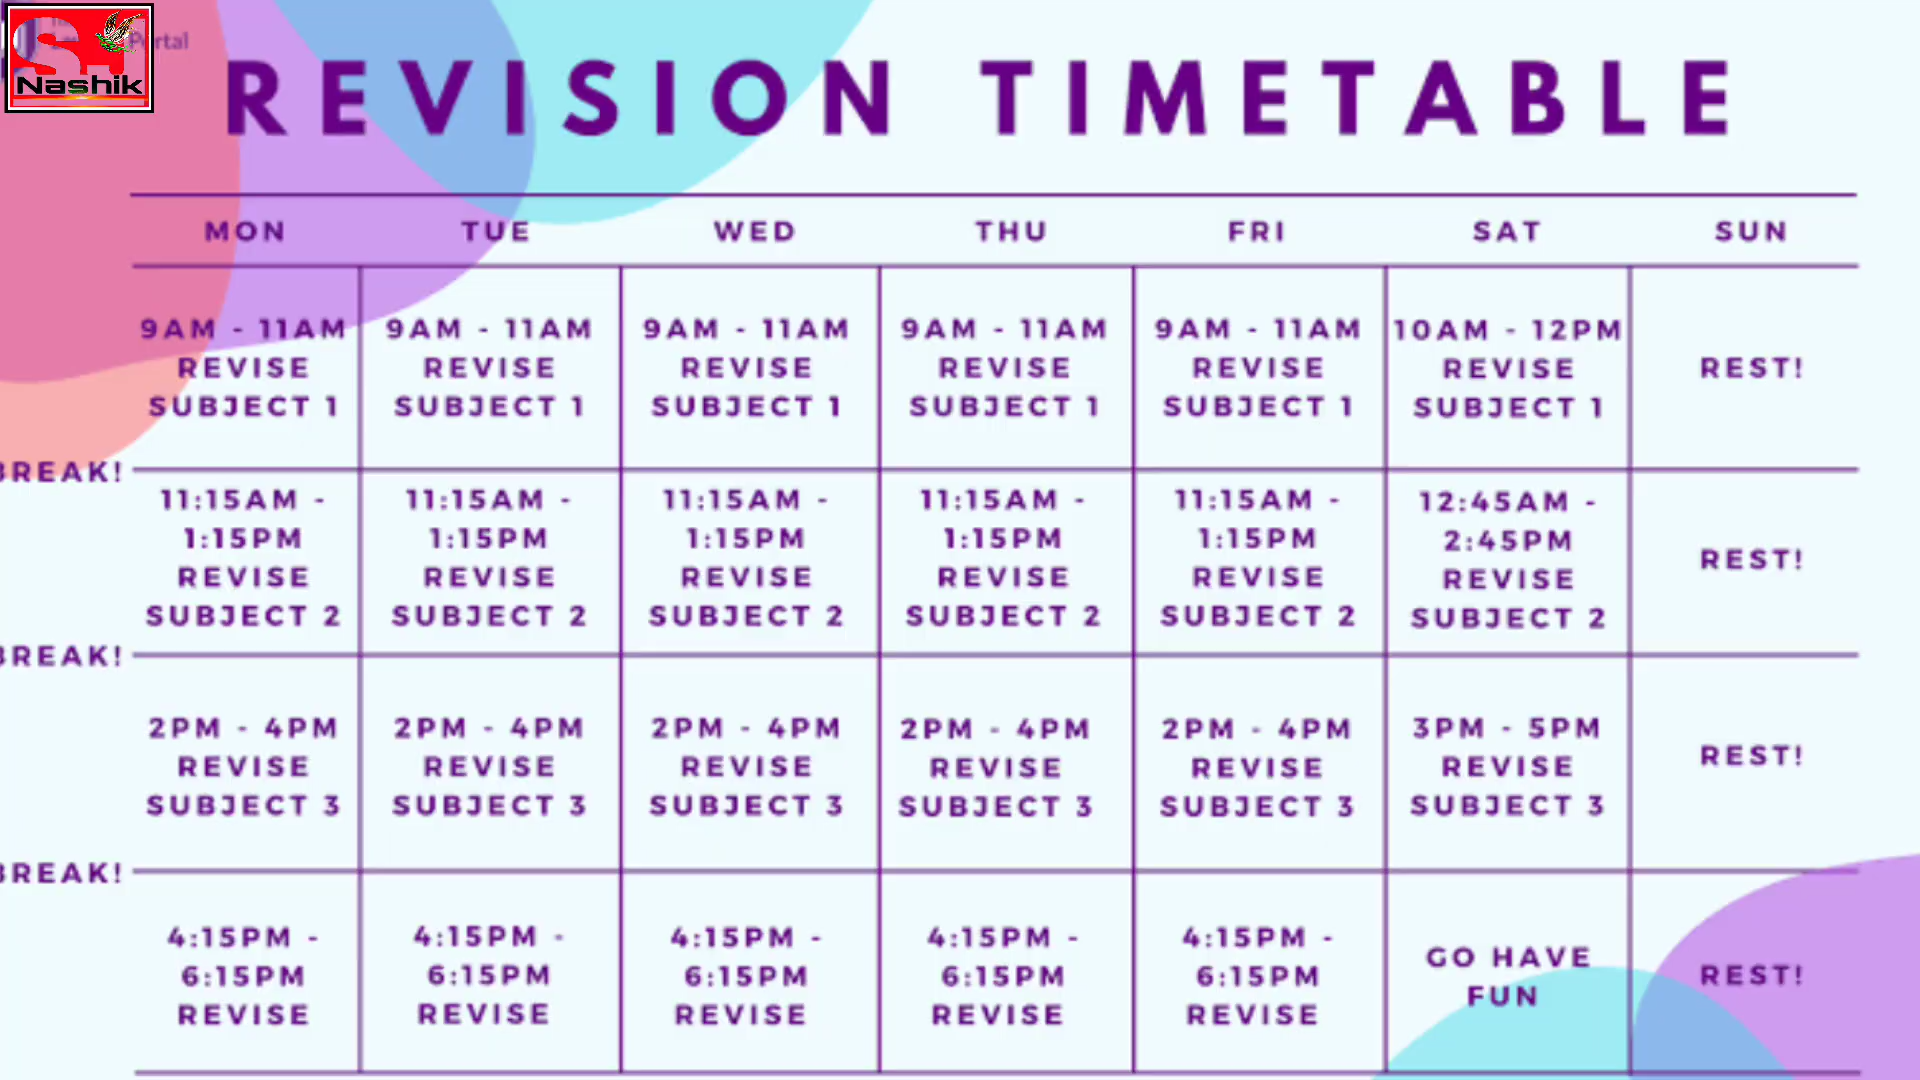 SJ
Nashik
Portal
REVISION TIMETABLE
MON TUE WED THU FRI SAT SUN
9AM - 11AM 9AM - 11AM 9AM - 11AM 9AM - 11AM 9AM - 11AM 10AM - 12PM
REVISE REVISE REVISE REVISE REVISE REVISE REST!
SUBJECT 1 SUBJECT 1 SUBJECT 1 SUBJECT 1 SUBJECT 1 SUBJECT 1
BREAK!
11:15AM - 11:15AM - 11:15AM - 11:15AM - 11:15AM - 12:45AM -
1:15PM 1:15PM 1:15PM 1:15PM 1:15PM 2:45PM
REVISE REVISE REVISE REVISE REVISE REVISE REST!
SUBJECT 2 SUBJECT 2 SUBJECT 2 SUBJECT 2 SUBJECT 2 SUBJECT 2
BREAK!
2PM - 4PM 2PM - 4PM 2PM - 4PM 2PM - 4PM 2PM - 4PM 3PM - 5PM
REVISE REVISE REVISE REVISE REVISE REVISE REST!
SUBJECT 3 SUBJECT 3 SUBJECT 3 SUBJECT 3 SUBJECT 3 SUBJECT 3
BREAK!
4:15PM - 4:15PM - 4:15PM - 4:15PM - 4:15PM - GO HAVE
6:15PM 6:15PM 6:15PM 6:15PM 6:15PM FUN REST!
REVISE REVISE REVISE REVISE REVISE